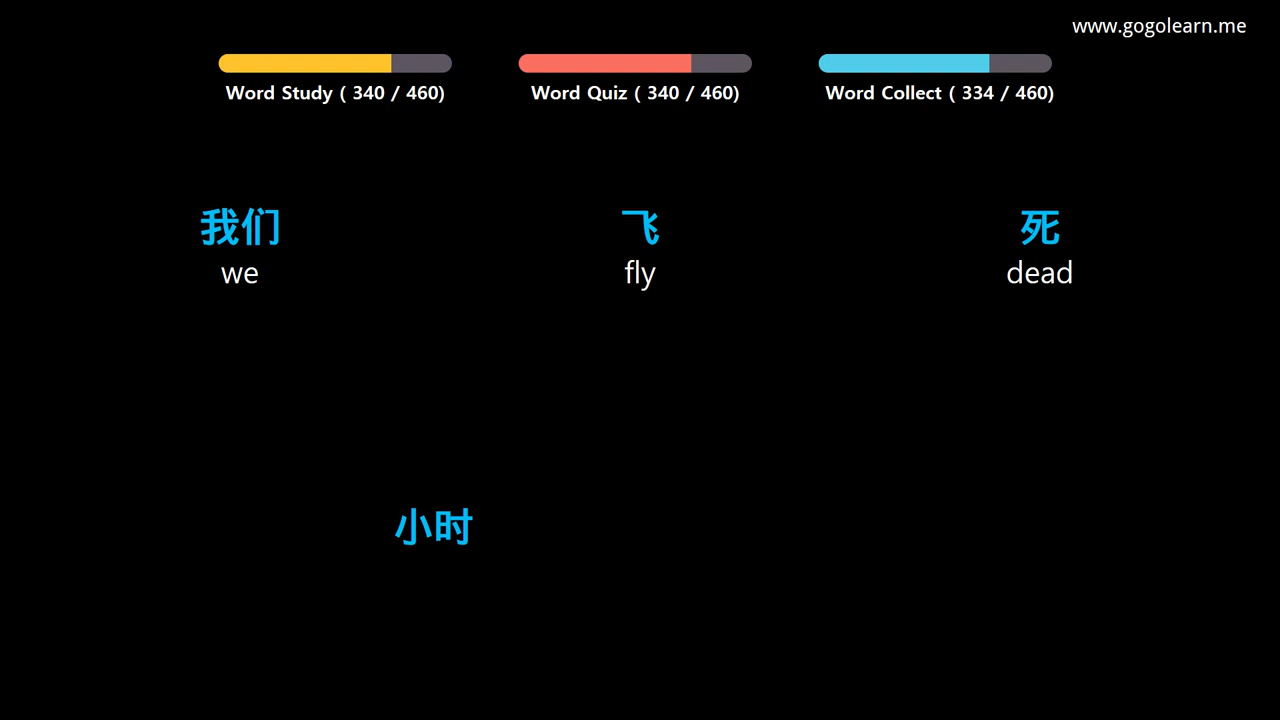 www.gogolearn.me
Word Study ( 340 / 460)
Word Quiz ( 340 / 460)
Word Collect ( 334 / 460)
我们
we
飞
fly
死
dead
小时